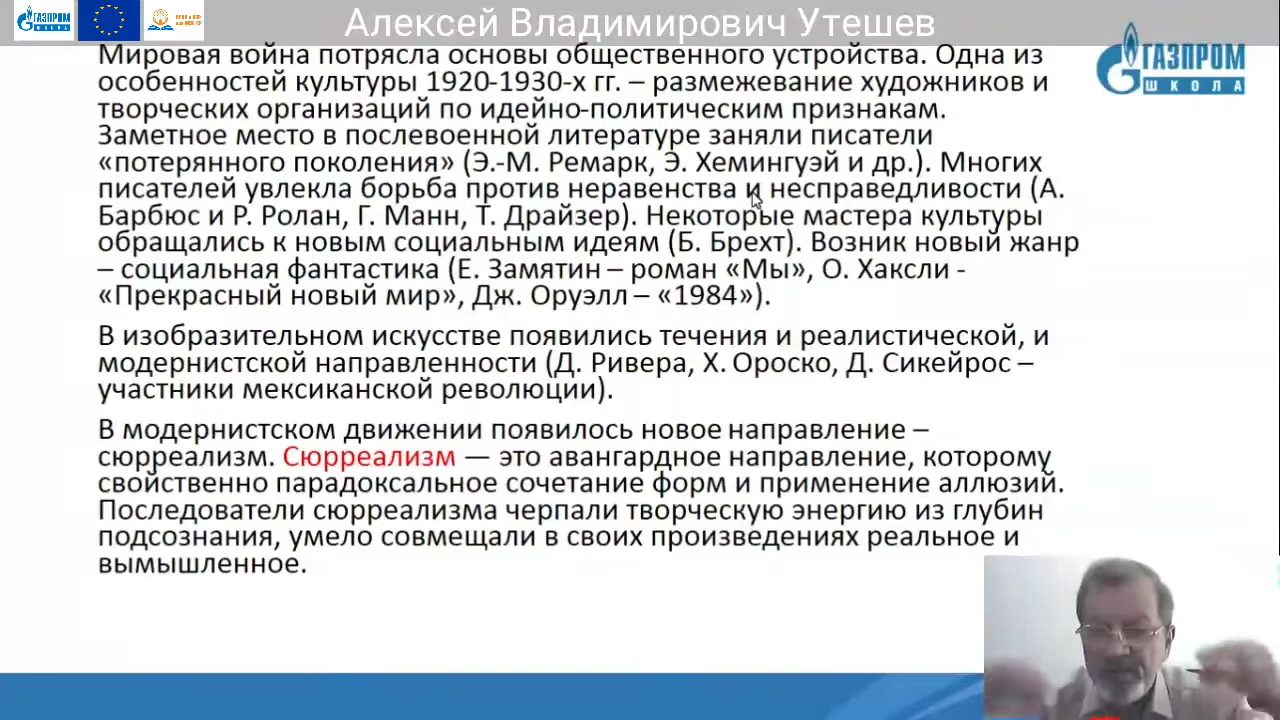 Алексей Владимирович Утешев
ГАЗПРОМ
ШКОЛА
Мировая война потрясла основы общественного устройства. Одна из
особенностей культуры 1920-1930-х гг. – размежевание художников и
творческих организаций по идейно-политическим признакам.
Заметное место в послевоенной литературе заняли писатели
«потерянного поколения» (Э.-М. Ремарк, Э. Хемингуэй и др.). Многих
писателей увлекла борьба против неравенства и несправедливости (А.
Барбюс и Р. Ролан, Г. Манн, Т. Драйзер). Некоторые мастера культуры
обращались к новым социальным идеям (Б. Брехт). Возник новый жанр
– социальная фантастика (Е. Замятин – роман «Мы», О. Хаксли -
«Прекрасный новый мир», Дж. Оруэлл – «1984»).
ГАЗПРОМ
ШКОЛА
В изобразительном искусстве появились течения и реалистической, и
модернистской направленности (Д. Ривера, Х. Ороско, Д. Сикейрос –
участники мексиканской революции).
В модернистском движении появилось новое направление –
сюрреализм. Сюрреализм — это авангардное направление, которому
свойственно парадоксальное сочетание форм и применение аллюзий.
Последователи сюрреализма черпали творческую энергию из глубин
подсознания, умело совмещали в своих произведениях реальное и
вымышленное.